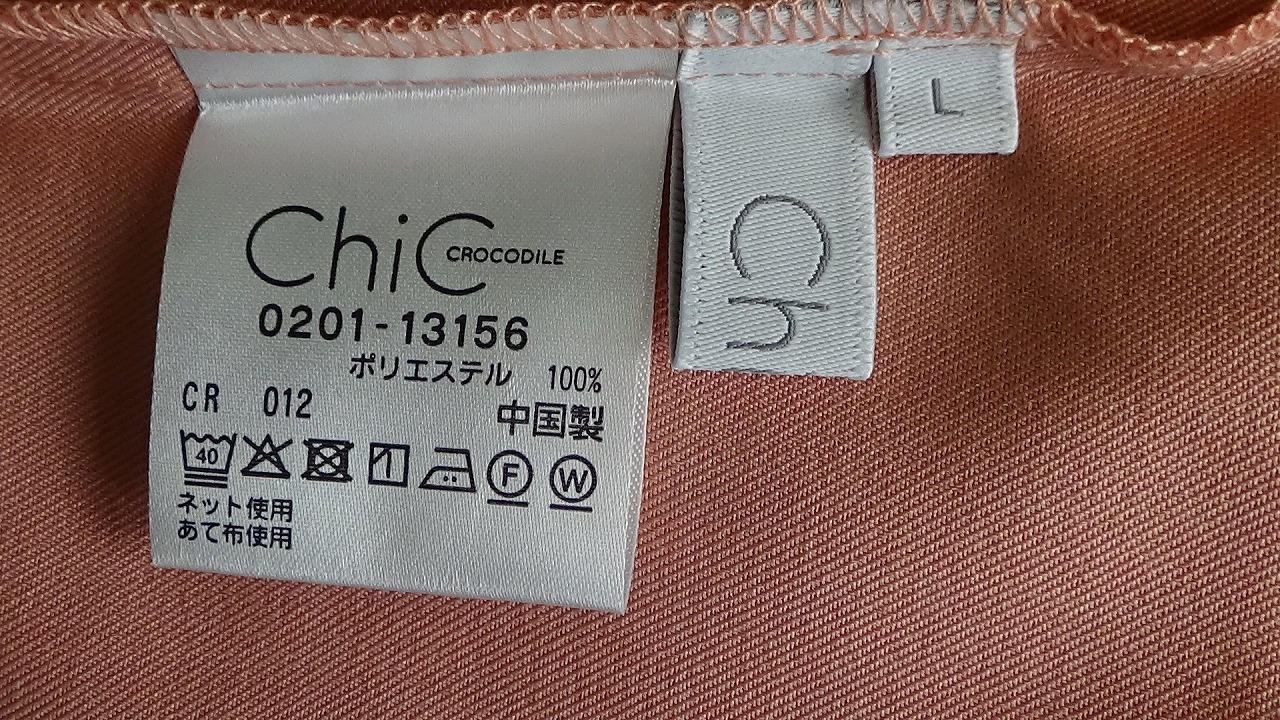 ChiC CROCODILE
0201-13156
ポリエステル 100%
CR 012
中国製
40
F
W
ネット使用
あて布使用
Ch
L